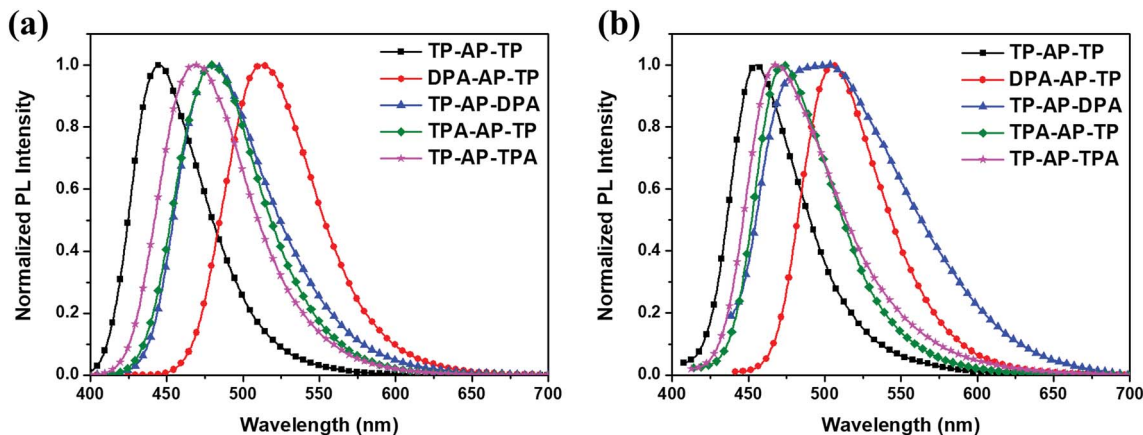 (a)
Normalized PL Intensity
1.0
0.8
0.6
0.4
0.2
0.0
TP-AP-TP
DPA-AP-TP
TP-AP-DPA
TPA-AP-TP
TP-AP-TPA
400 450 500 550 600 650 700
Wavelength (nm)
(b)
Normalized PL Intensity
1.0
0.8
0.6
0.4
0.2
0.0
TP-AP-TP
DPA-AP-TP
TP-AP-DPA
TPA-AP-TP
TP-AP-TPA
400 450 500 550 600 650 700
Wavelength (nm)